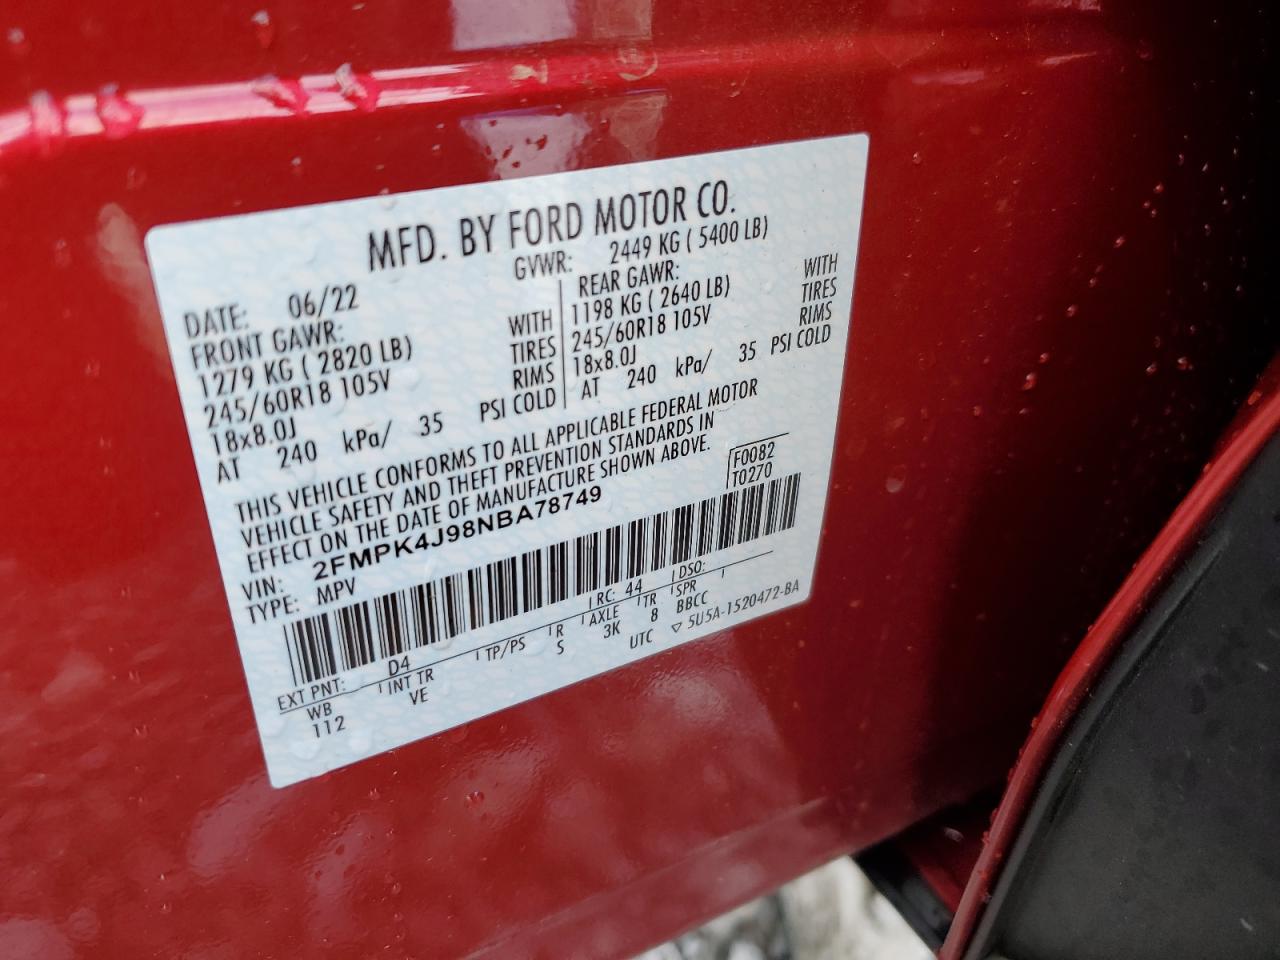 MFD. BY FORD MOTOR CO.
DATE: 06/22 GVWR: 2449 KG ( 5400 LB)
FRONT GAWR: REAR GAWR:
1279 KG ( 2820 LB) WITH 1198 KG ( 2640 LB) WITH
245/60R18 105V TIRES 245/60R18 105V TIRES
18x8.0J RIMS 18x8.0J RIMS
AT 240 kPa/ 35 PSI COLD AT 240 kPa/ 35 PSI COLD
THIS VEHICLE CONFORMS TO ALL APPLICABLE FEDERAL MOTOR
VEHICLE SAFETY AND THEFT PREVENTION STANDARDS IN
EFFECT ON THE DATE OF MANUFACTURE SHOWN ABOVE.
VIN: 2FMPK4J98NBA78749 F0082
TYPE: MPV T0270
EXT PNT: D4 RC: 44 DSO:
WB INT TR TP/PS R AXLE TR SPR
112 VE S 3K 8 BBCC
UTC ▽ 5U5A-1520472-BA